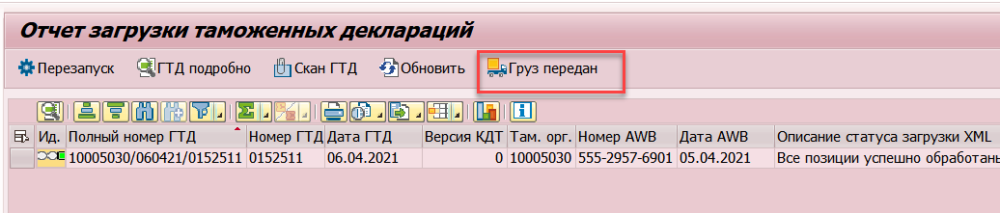 Отчет загрузки таможенных деклараций
Перезапуск ГТД подробно Скан ГТД Обновить Груз передан
Ид. Полный номер ГТД Номер ГТД Дата ГТД Версия КДТ Там. орг. Номер AWB Дата AWB Описание статуса загрузки XML
10005030/060421/0152511 0152511 06.04.2021 0 10005030 555-2957-6901 05.04.2021 Все позиции успешно обработаны